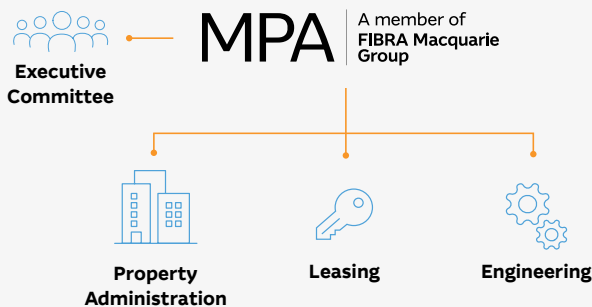 MPA
A member of
FIBRA Macquarie
Group
Executive
Committee
Property
Administration
Leasing
Engineering